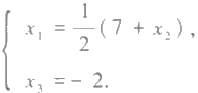 x₁ = 1/2 (7 + x₂),
x₃ = − 2.